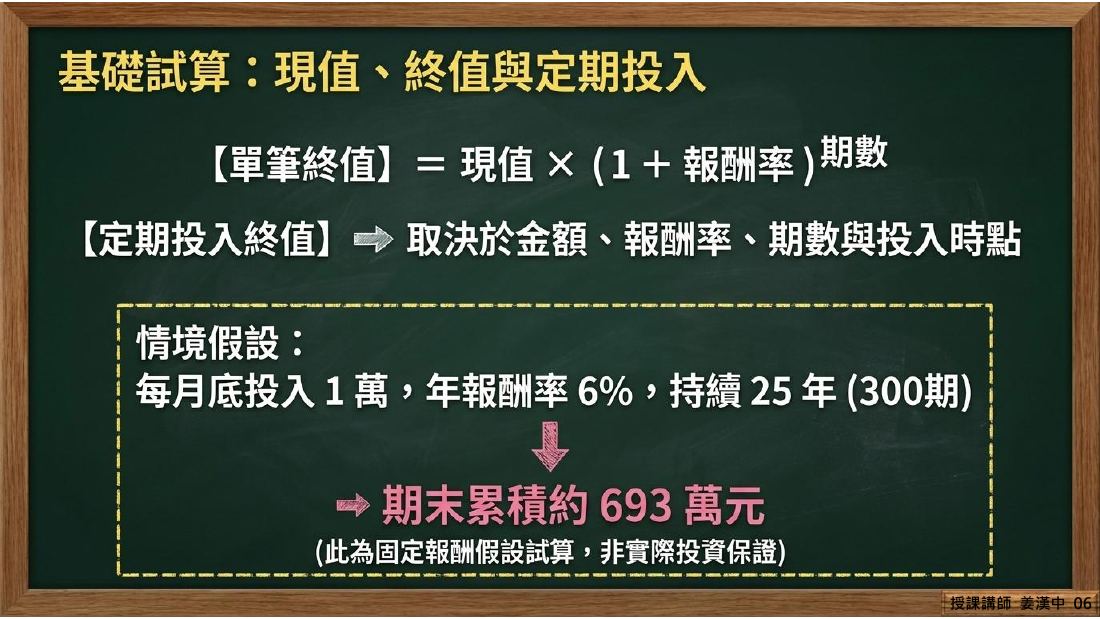 基礎試算：現值、終值與定期投入
【單筆終值】＝ 現值 × (1＋報酬率)期數
【定期投入終值】➡ 取決於金額、報酬率、期數與投入時點
情境假設：
每月底投入 1 萬，年報酬率 6%，持續 25 年 (300期)
➡ 期末累積約 693 萬元
(此為固定報酬假設試算，非實際投資保證)
授課講師 姜漢中 06